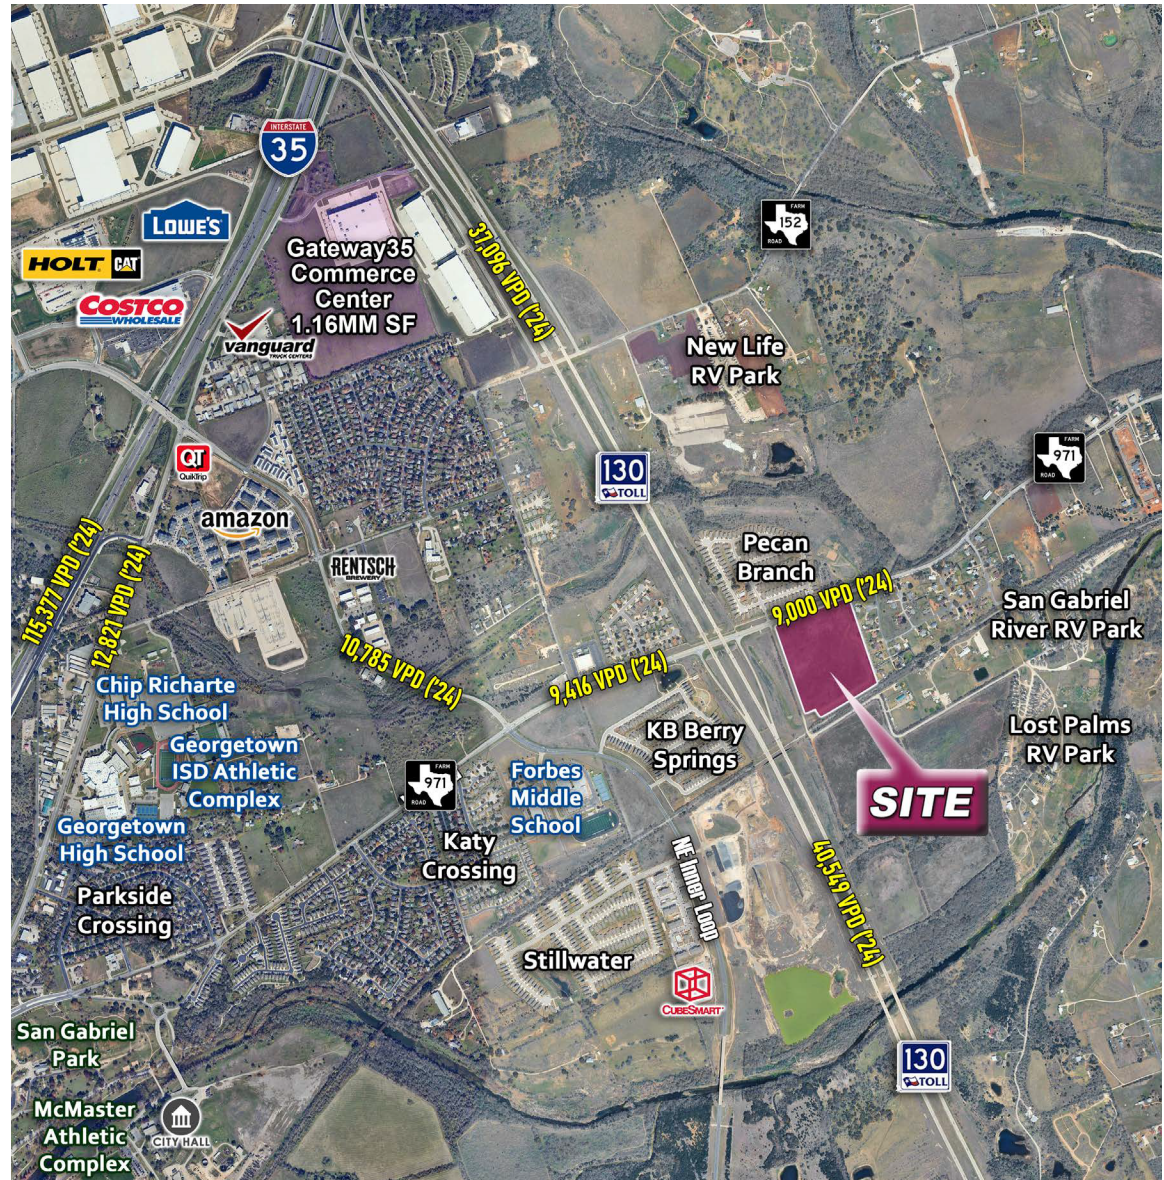 INTERSTATE
35
LOWE'S
HOLT CAT
COSTCO
WHOLESALE
vanguard
TRUCK CENTERS
Gateway35
Commerce
Center
1.16MM SF
37,096 VPD ('24)
FARM
152
ROAD
New Life
RV Park
FARM
971
ROAD
130
TOLL
QT
QuikTrip
amazon
RENTSCH
BREWERY
115,377 VPD ('24)
12,821 VPD ('24)
10,785 VPD ('24)
9,416 VPD ('24)
Pecan
Branch
9,000 VPD ('24)
San Gabriel
River RV Park
Lost Palms
RV Park
SITE
KB Berry
Springs
Chip Richarte
High School
Georgetown
ISD Athletic
Complex
Georgetown
High School
Parkside
Crossing
FARM
971
ROAD
Forbes
Middle
School
Katy
Crossing
NE Inner Loop
40,549 VPD ('24)
Stillwater
CUBESMART
130
TOLL
San Gabriel
Park
McMaster
Athletic
Complex
CITY HALL